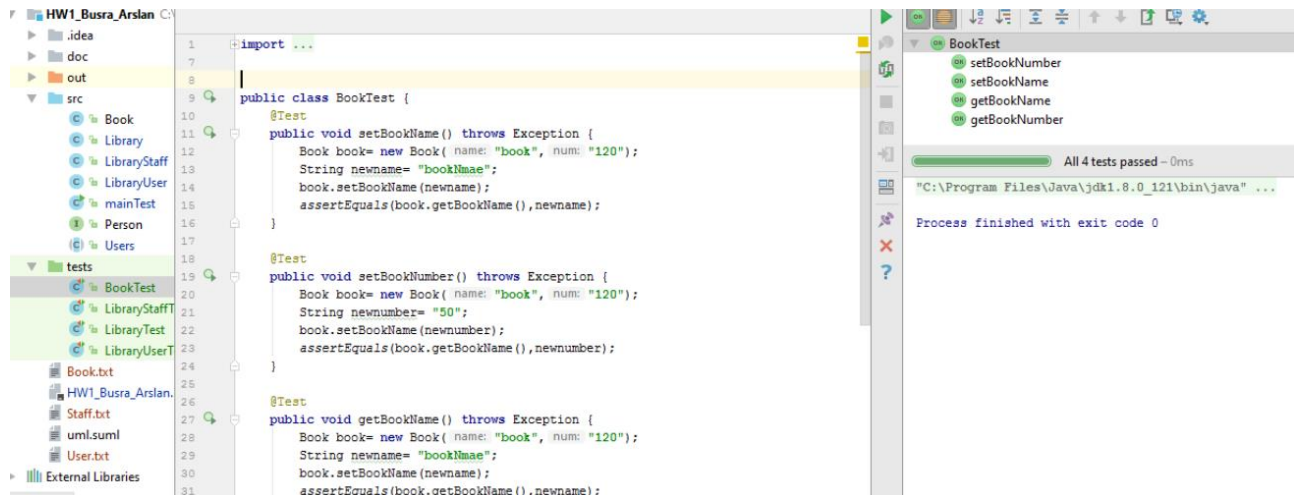 HW1_Busra_Arslan C:\
.idea
doc
out
src
Book
Library
LibraryStaff
LibraryUser
mainTest
Person
Users
tests
BookTest
LibraryStaffT
LibraryTest
LibraryUserT
Book.txt
HW1_Busra_Arslan.
Staff.txt
uml.suml
User.txt
External Libraries
1 import ...
7
8
9 public class BookTest {
10 @Test
11 public void setBookName() throws Exception {
12 Book book= new Book( name: "book", num: "120");
13 String newname= "bookNmae";
14 book.setBookName(newname);
15 assertEquals(book.getBookName(),newname);
16 }
17
18 @Test
19 public void setBookNumber() throws Exception {
20 Book book= new Book( name: "book", num: "120");
21 String newnumber= "50";
22 book.setBookName(newnumber);
23 assertEquals(book.getBookName(),newnumber);
24 }
25
26 @Test
27 public void getBookName() throws Exception {
28 Book book= new Book( name: "book", num: "120");
29 String newname= "bookNmae";
30 book.setBookName(newname);
31 assertEquals(book.getBookName(),newname);
BookTest
OK setBookNumber
OK setBookName
OK getBookName
OK getBookNumber
All 4 tests passed – 0ms
"C:\Program Files\Java\jdk1.8.0_121\bin\java" ...
Process finished with exit code 0